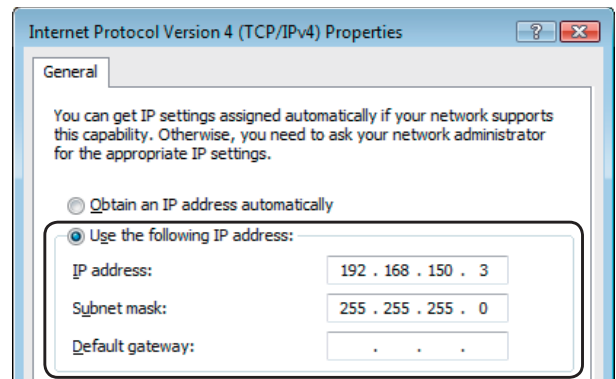 Internet Protocol Version 4 (TCP/IPv4) Properties
General
You can get IP settings assigned automatically if your network supports
this capability. Otherwise, you need to ask your network administrator
for the appropriate IP settings.
Obtain an IP address automatically
Use the following IP address:
IP address: 192 . 168 . 150 . 3
Subnet mask: 255 . 255 . 255 . 0
Default gateway: . . .